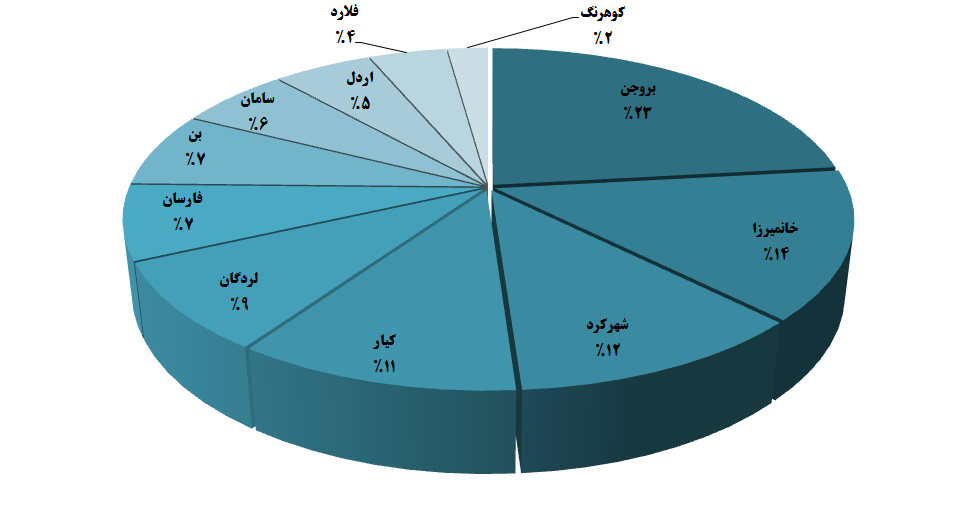 کوهرنگ
٪۲
بروجن
٪۲۳
خانمیرزا
٪۱۴
شهرکرد
٪۱۲
کیار
٪۱۱
لردگان
٪۹
فارسان
٪۷
بن
٪۷
سامان
٪۶
اردل
٪۵
فلارد
٪۴